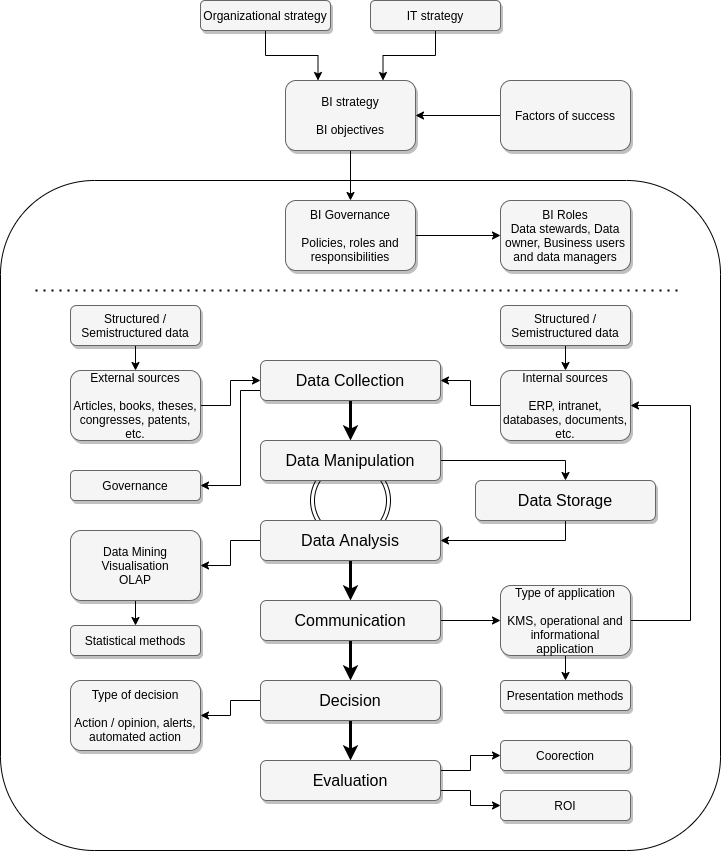 Organizational strategy
IT strategy
BI strategy
BI objectives
Factors of success
BI Governance
Policies, roles and
responsibilities
BI Roles
Data stewards, Data
owner, Business users
and data managers
Structured /
Semistructured data
Structured /
Semistructured data
External sources
Articles, books, theses,
congresses, patents,
etc.
Data Collection
Internal sources
ERP, intranet,
databases, documents,
etc.
Data Manipulation
Governance
Data Storage
Data Analysis
Data Mining
Visualisation
OLAP
Communication
Type of application
KMS, operational and
informational
application
Statistical methods
Decision
Presentation methods
Type of decision
Action / opinion, alerts,
automated action
Evaluation
Coorection
ROI